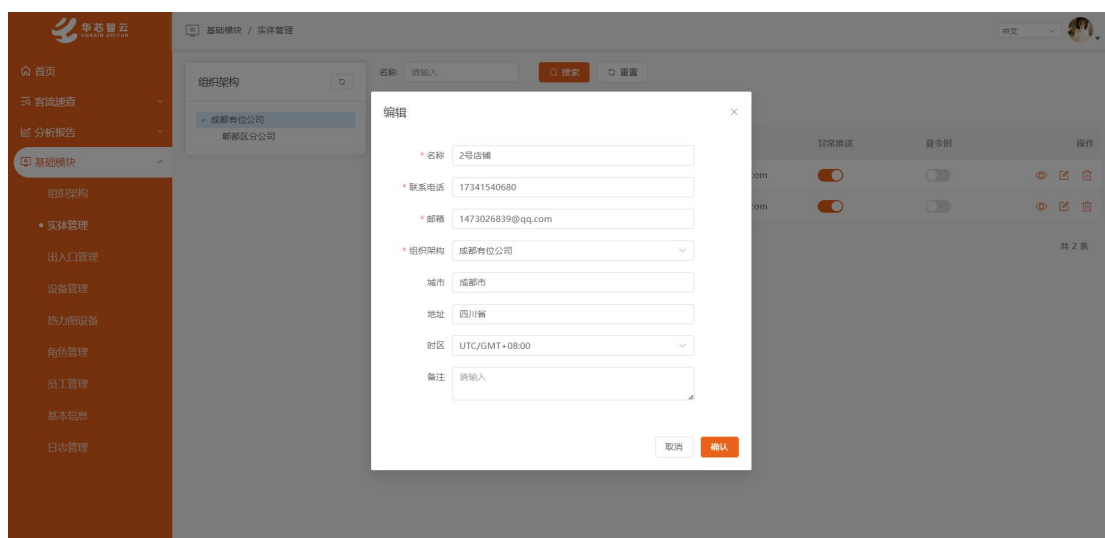 华芯智云
HUAXIN ZHIYUN
基础模块 / 实体管理
中文
首页
客流速查
分析报告
基础模块
组织架构
实体管理
出入口管理
设备管理
热力图设备
角色管理
员工管理
基本信息
日志管理
组织架构
成都有位公司
郫都区分公司
名称 请输入 搜索 重置
异常推送 夏令时 操作
com
com
共 2 条
编辑
* 名称 2号店铺
* 联系电话 17341540680
* 邮箱 1473026839@qq.com
* 组织架构 成都有位公司
城市 成都市
地址 四川省
时区 UTC/GMT+08:00
备注 请输入
取消 确认